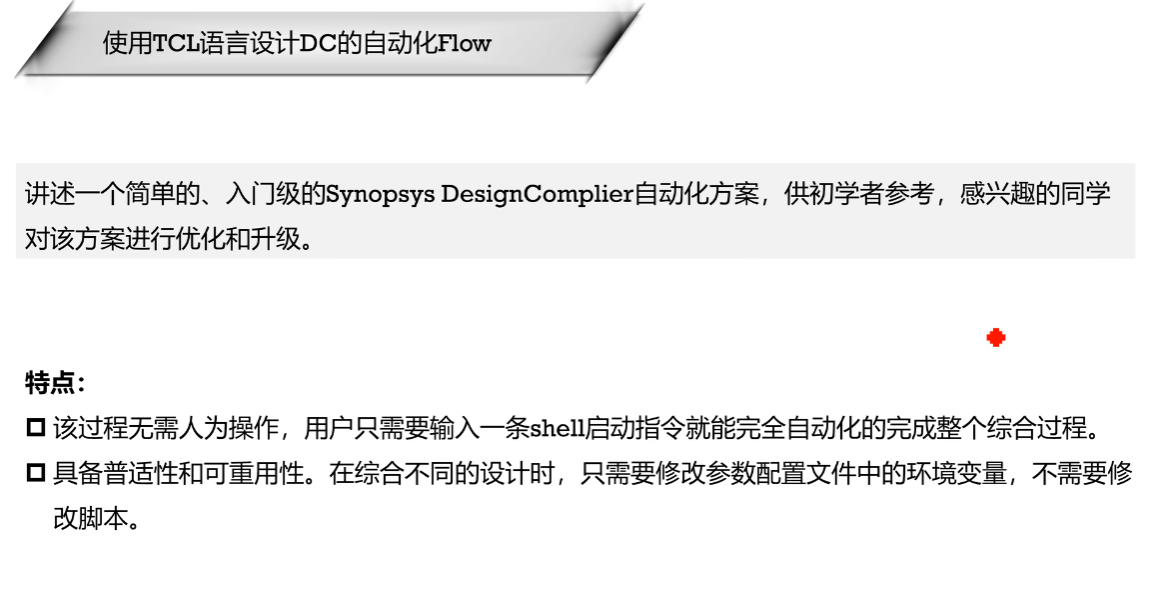 使用TCL语言设计DC的自动化Flow
讲述一个简单的、入门级的Synopsys DesignComplier自动化方案，供初学者参考，感兴趣的同学
对该方案进行优化和升级。
特点：
该过程无需人为操作，用户只需要输入一条shell启动指令就能完全自动化的完成整个综合过程。
具备普适性和可重用性。在综合不同的设计时，只需要修改参数配置文件中的环境变量，不需要修
改脚本。